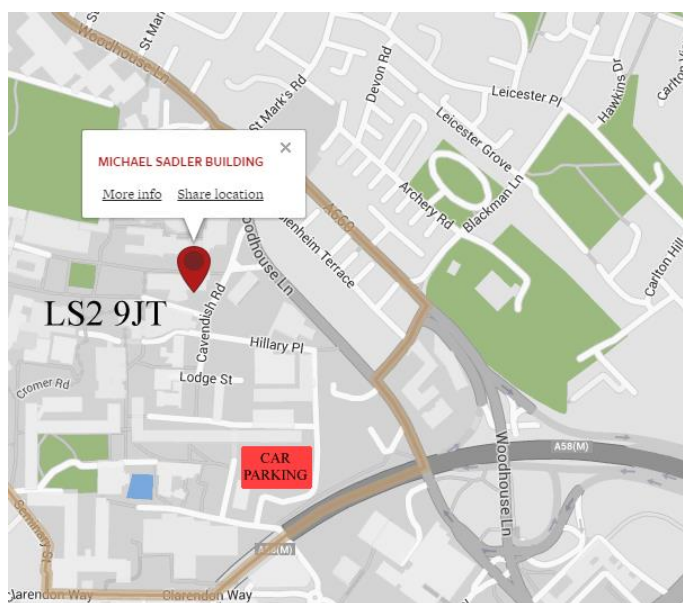 Woodhouse Ln
St Mark's Rd
Devon Rd
Leicester Pl
Hawkins Dr
Leicester Grove
MICHAEL SADLER BUILDING
More info Share location
Archery Rd
Blackman Ln
A660
Woodhouse Ln
Blenheim Terrace
Carlton Hill
LS2 9JT
Cavendish Rd
Hillary Pl
Lodge St
Cromer Rd
CAR
PARKING
Woodhouse Ln
A58(M)
A58(M)
Clarendon Way